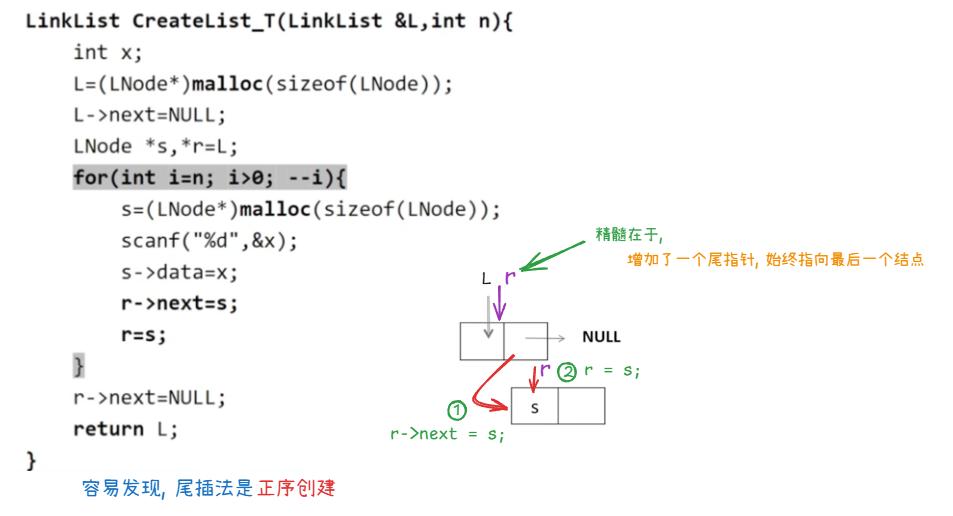 LinkList CreateList_T(LinkList &L,int n){
int x;
L=(LNode*)malloc(sizeof(LNode));
L->next=NULL;
LNode *s,*r=L;
for(int i=n; i>0; --i){
s=(LNode*)malloc(sizeof(LNode));
scanf("%d",&x);
s->data=x;
r->next=s;
r=s;
}
r->next=NULL;
return L;
}
精髓在于,
增加了一个尾指针, 始终指向最后一个结点
L r
NULL
r ② r = s;
s
①
r->next = s;
容易发现, 尾插法是 正序创建